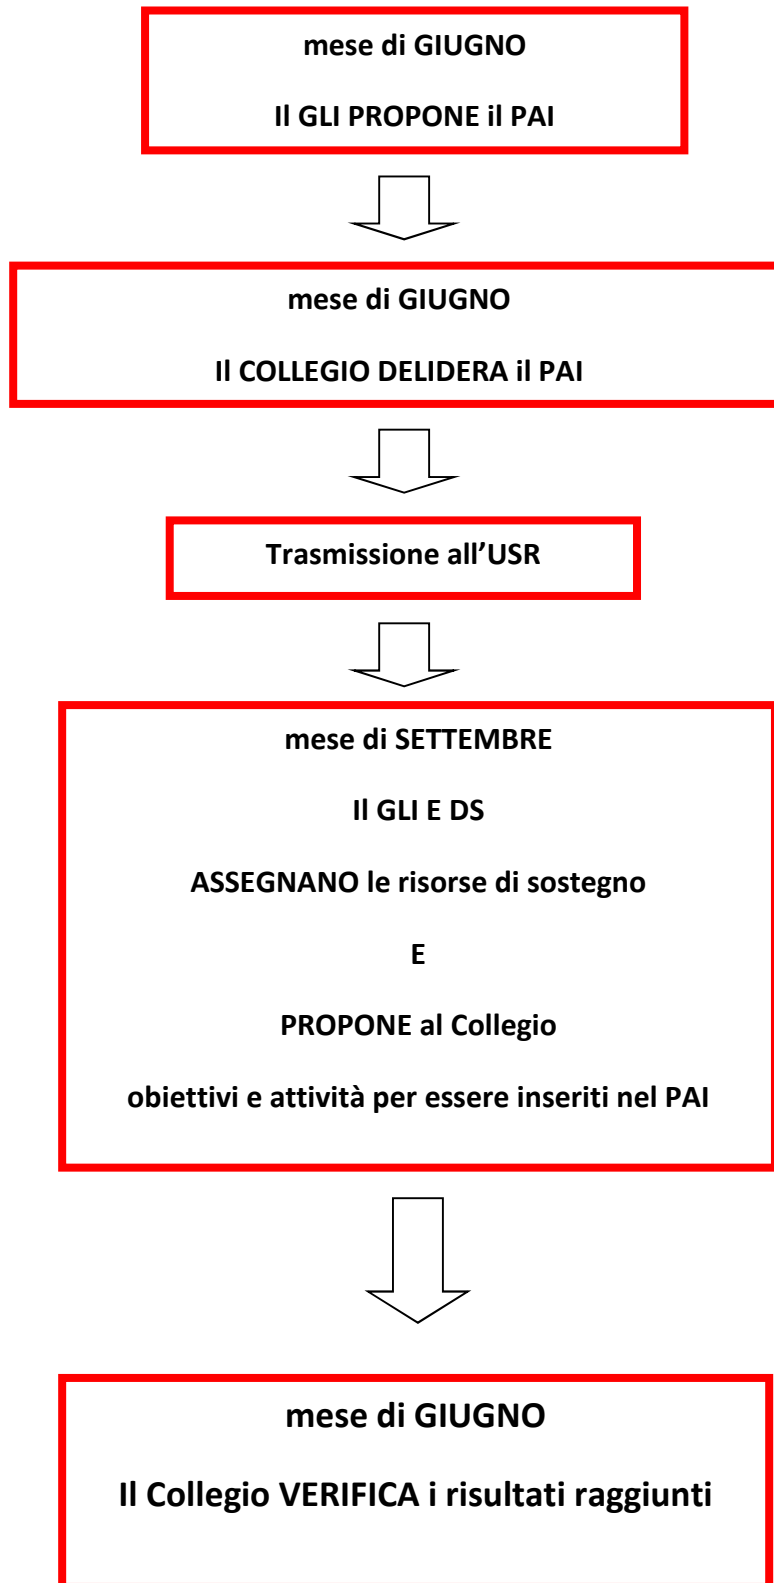 mese di GIUGNO
Il GLI PROPONE il PAI
mese di GIUGNO
Il COLLEGIO DELIDERA il PAI
Trasmissione all’USR
mese di SETTEMBRE
Il GLI E DS
ASSEGNANO le risorse di sostegno
E
PROPONE al Collegio
obiettivi e attività per essere inseriti nel PAI
mese di GIUGNO
Il Collegio VERIFICA i risultati raggiunti